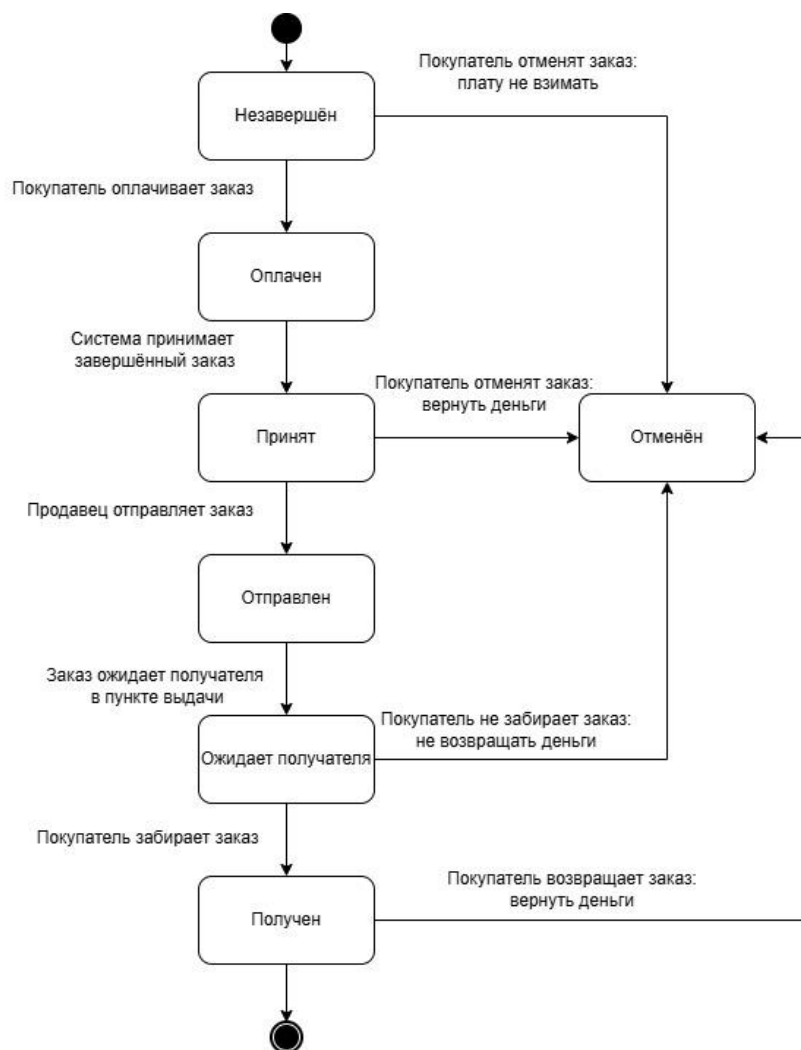 Покупатель отменят заказ:
плату не взимать
Незавершён
Покупатель оплачивает заказ
Оплачен
Система принимает
завершённый заказ
Покупатель отменят заказ:
вернуть деньги
Принят
Отменён
Продавец отправляет заказ
Отправлен
Заказ ожидает получателя
в пункте выдачи
Покупатель не забирает заказ:
не возвращать деньги
Ожидает получателя
Покупатель забирает заказ
Покупатель возвращает заказ:
вернуть деньги
Получен